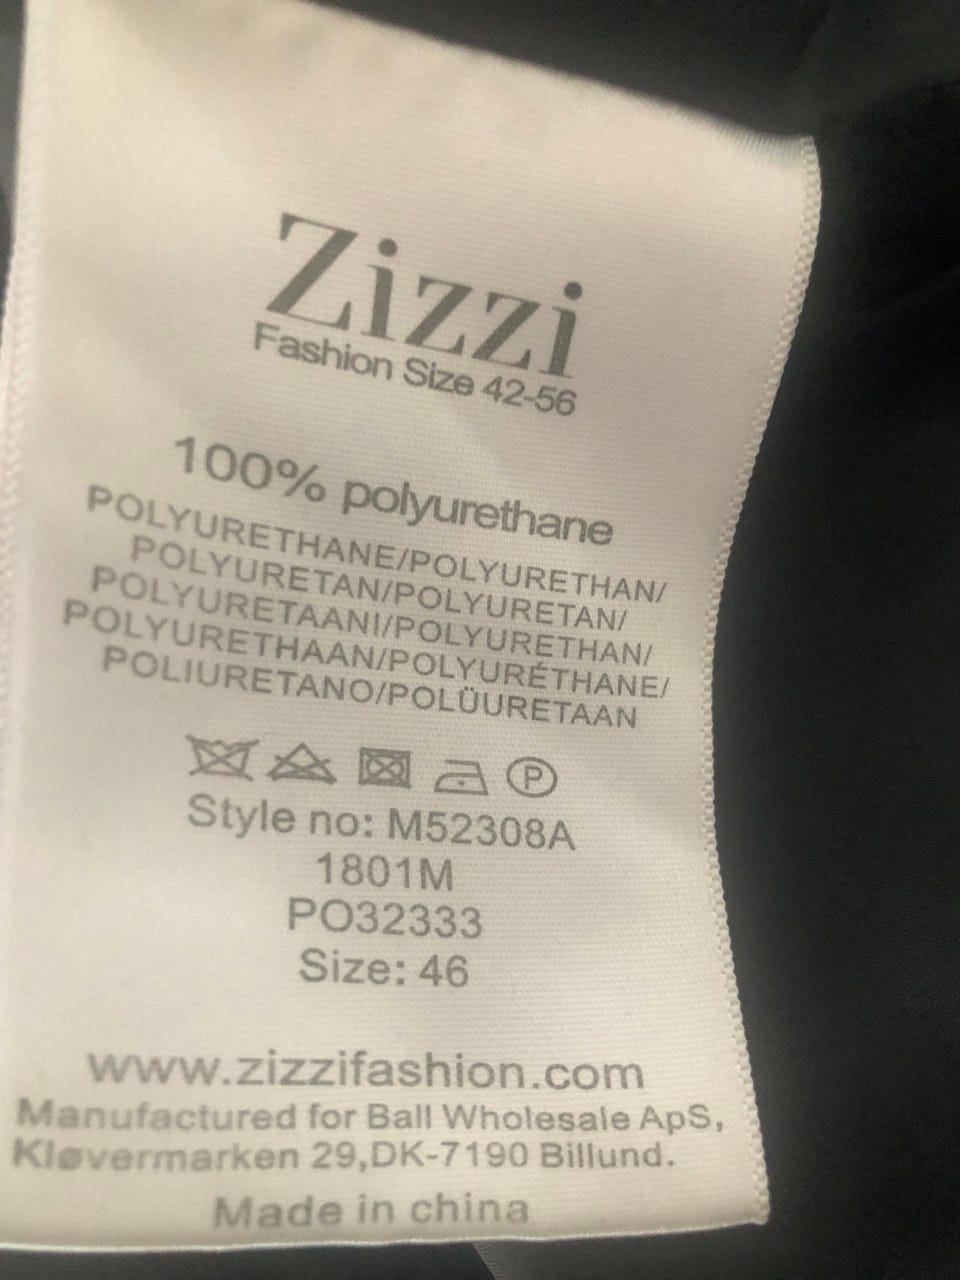 Zizzi
Fashion Size 42-56
100% polyurethane
POLYURETHANE/POLYURETHAN/
POLYURETAN/POLYURETAN/
POLYURETAANI/POLYURETHAN/
POLYURETHAAN/POLYURÉTHANE/
POLIURETANO/POLÜURETAAN
P
Style no: M52308A
1801M
PO32333
Size: 46
www.zizzifashion.com
Manufactured for Ball Wholesale ApS,
Kløvermarken 29,DK-7190 Billund.
Made in china